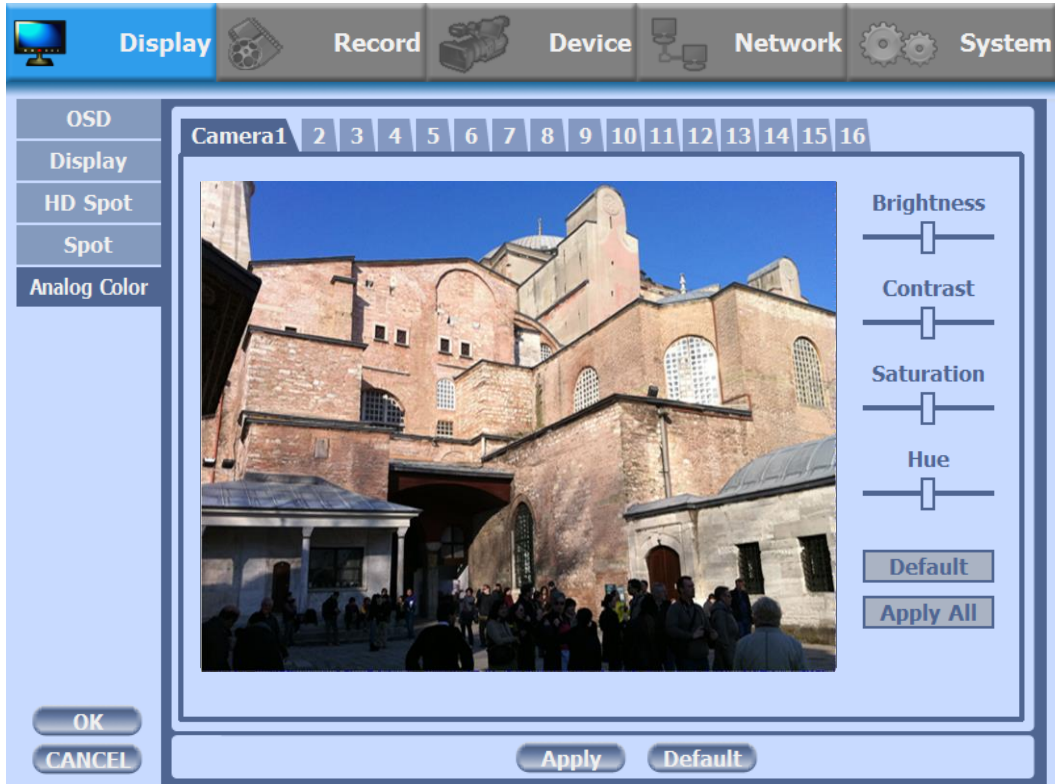 Display Record Device Network System
OSD
Display
HD Spot
Spot
Analog Color
Camera1 2 3 4 5 6 7 8 9 10 11 12 13 14 15 16
Brightness
Contrast
Saturation
Hue
Default
Apply All
OK
CANCEL
Apply Default